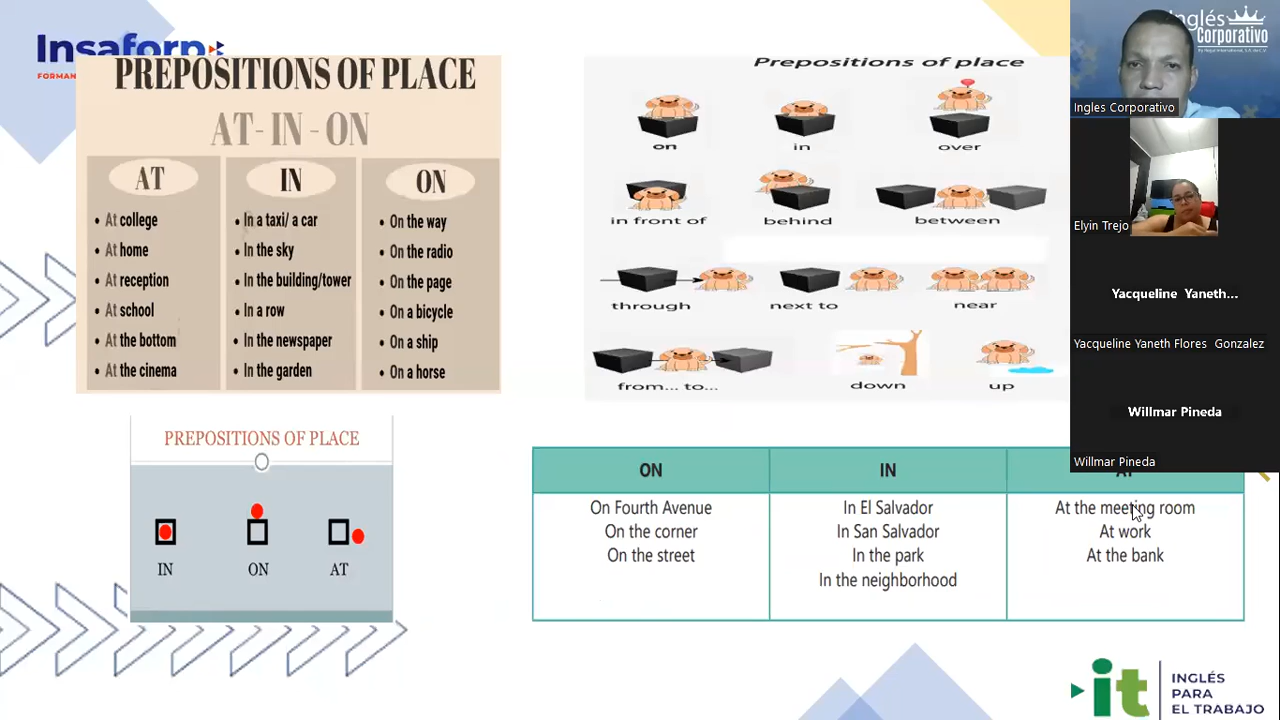 Insaforp
FORMAN
PREPOSITIONS OF PLACE
AT- IN - ON
AT
At college
At home
At reception
At school
At the bottom
At the cinema
IN
In a taxi/ a car
In the sky
In the building/tower
In a row
In the newspaper
In the garden
ON
On the way
On the radio
On the page
On a bicycle
On a ship
On a horse
Prepositions of place
on
in
over
in front of
behind
between
through
next to
near
from... to...
down
up
PREPOSITIONS OF PLACE
IN
ON
AT
ON
IN
AT
On Fourth Avenue
On the corner
On the street
In El Salvador
In San Salvador
In the park
In the neighborhood
At the meeting room
At work
At the bank
Inglés
Corporativo
Ingles Corporativo
Elyin Trejo
Yacqueline Yaneth...
Yacqueline Yaneth Flores Gonzalez
Willmar Pineda
Willmar Pineda
it
INGLÉS
PARA
EL TRABAJO